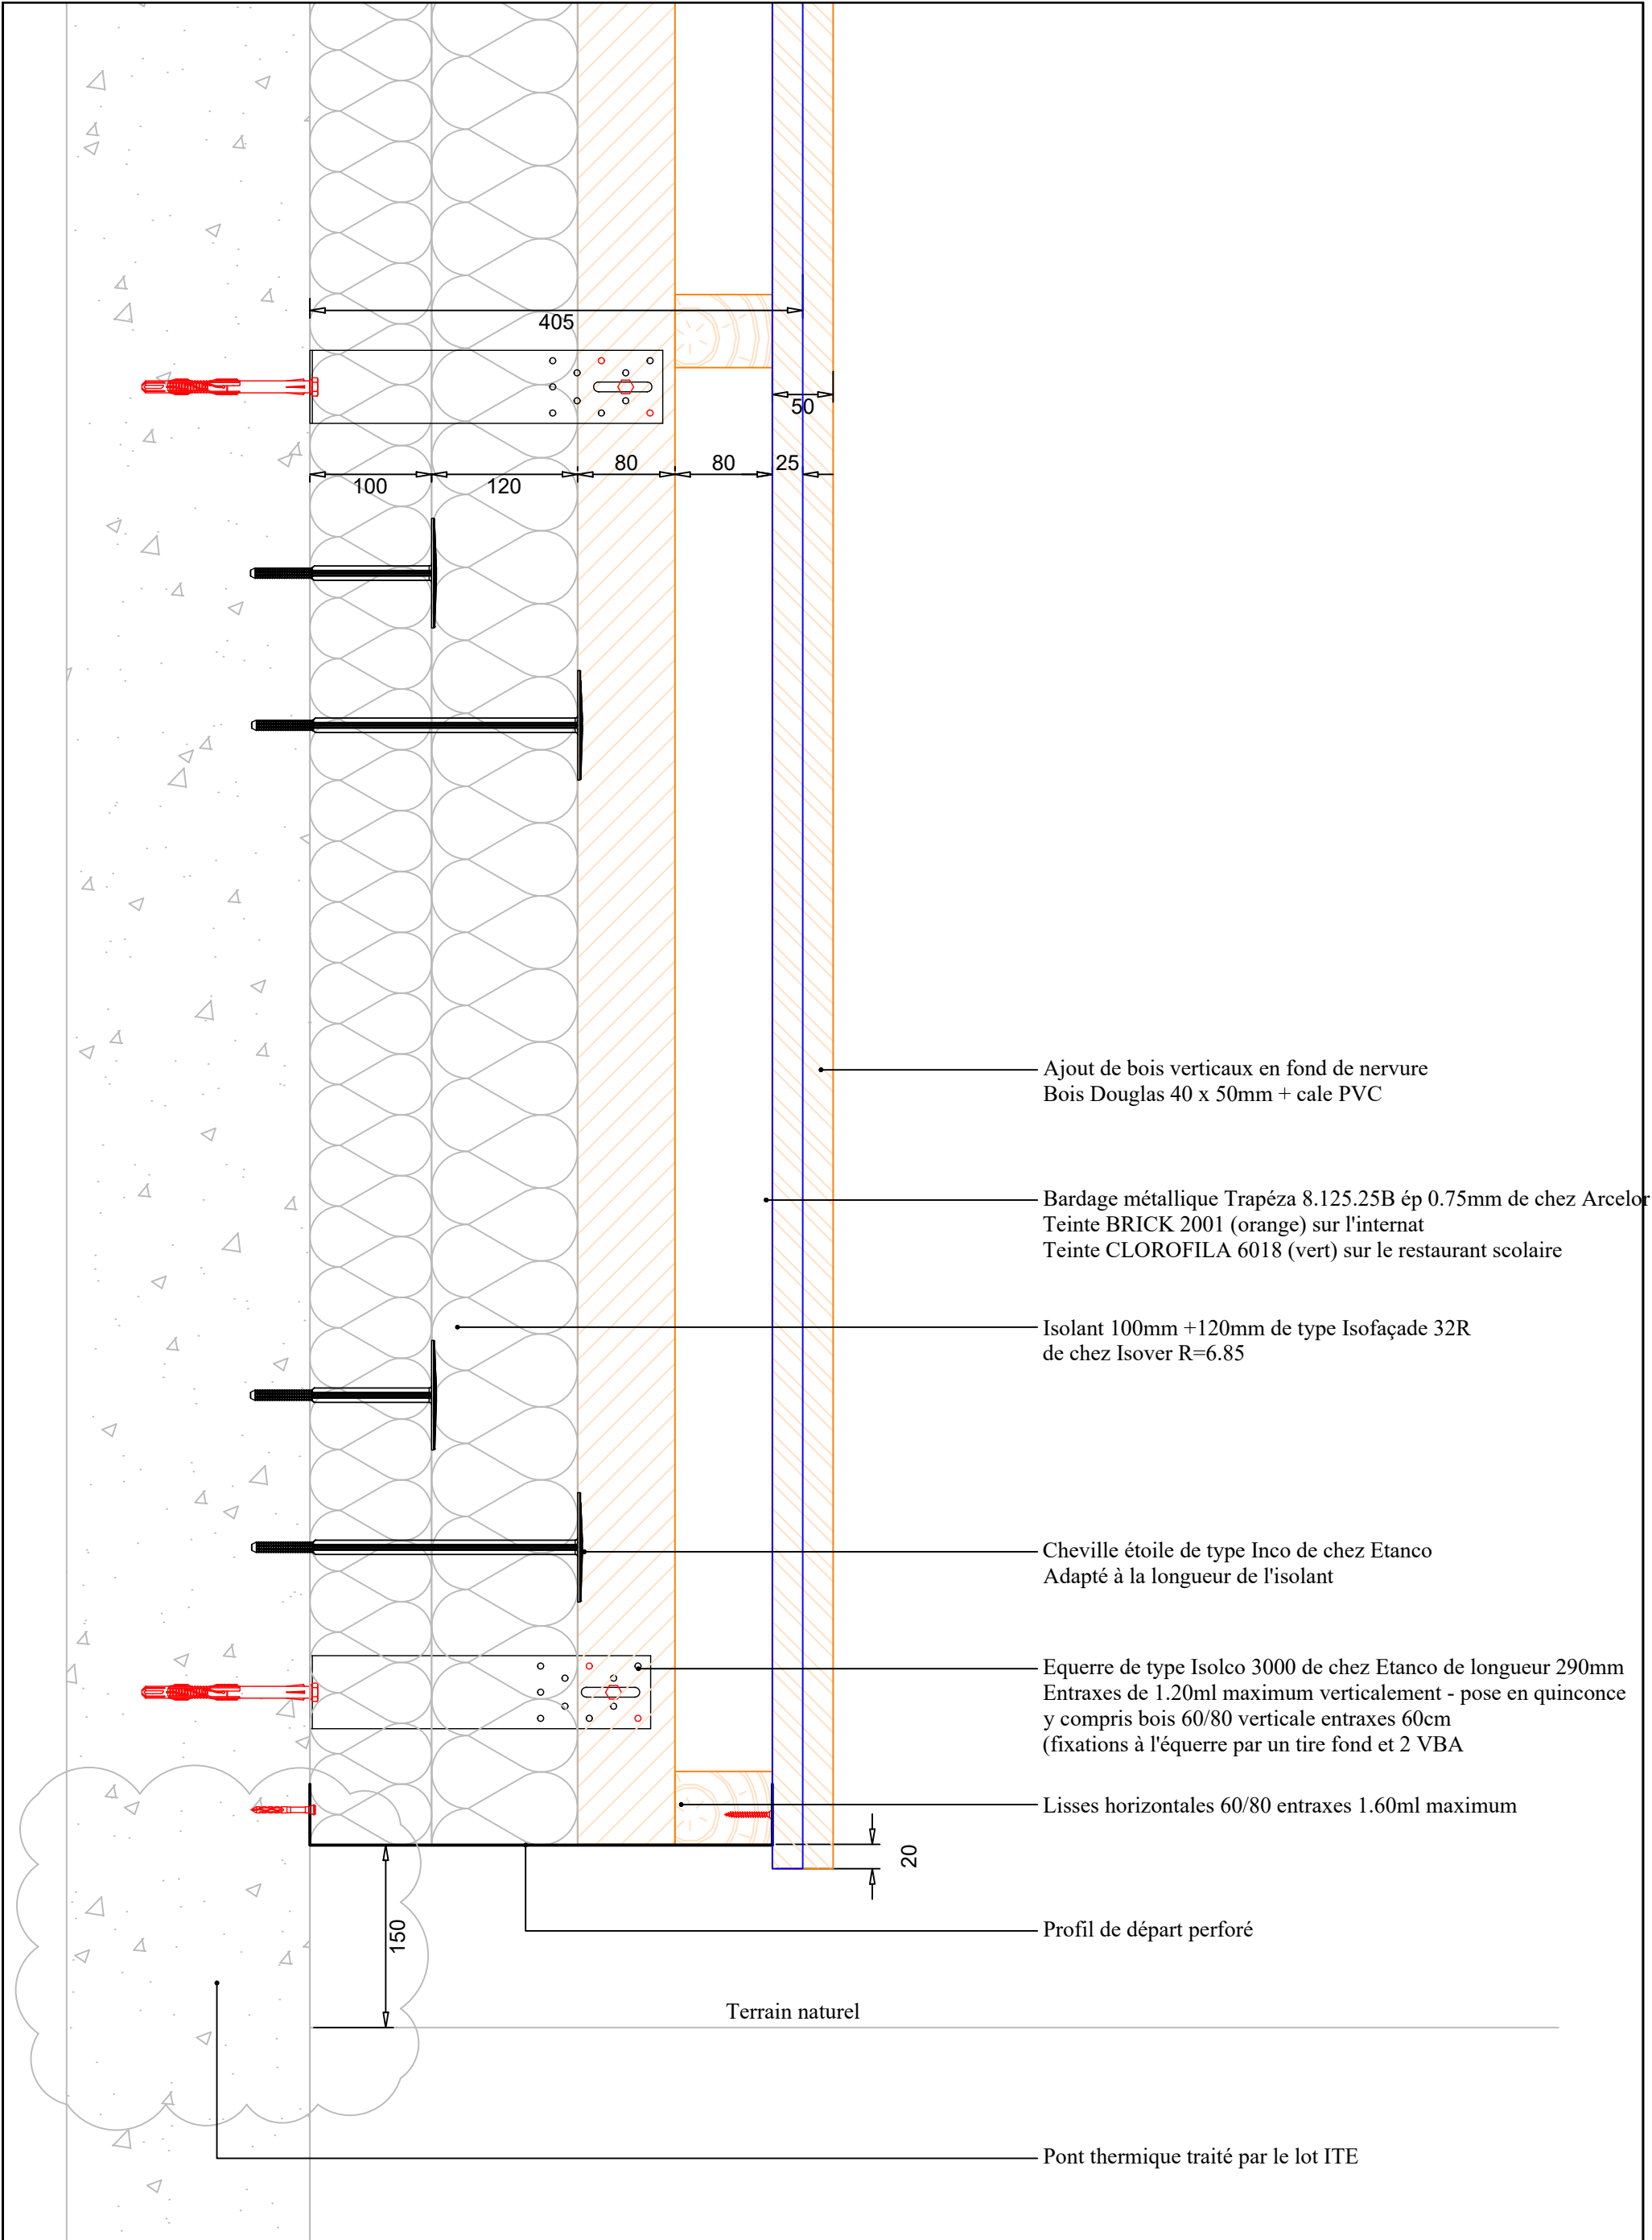 405
50
100
120
80
80
25
Ajout de bois verticaux en fond de nervure
Bois Douglas 40 x 50mm + cale PVC
Bardage métallique Trapéza 8.125.25B ép 0.75mm de chez Arcelor
Teinte BRICK 2001 (orange) sur l'internat
Teinte CLOROFILA 6018 (vert) sur le restaurant scolaire
Isolant 100mm +120mm de type Isofaçade 32R
de chez Isover R=6.85
Cheville étoile de type Inco de chez Etanco
Adapté à la longueur de l'isolant
Equerre de type Isolco 3000 de chez Etanco de longueur 290mm
Entraxes de 1.20ml maximum verticalement - pose en quinconce
y compris bois 60/80 verticale entraxes 60cm
(fixations à l'équerre par un tire fond et 2 VBA
Lisses horizontales 60/80 entraxes 1.60ml maximum
20
150
Profil de départ perforé
Terrain naturel
Pont thermique traité par le lot ITE